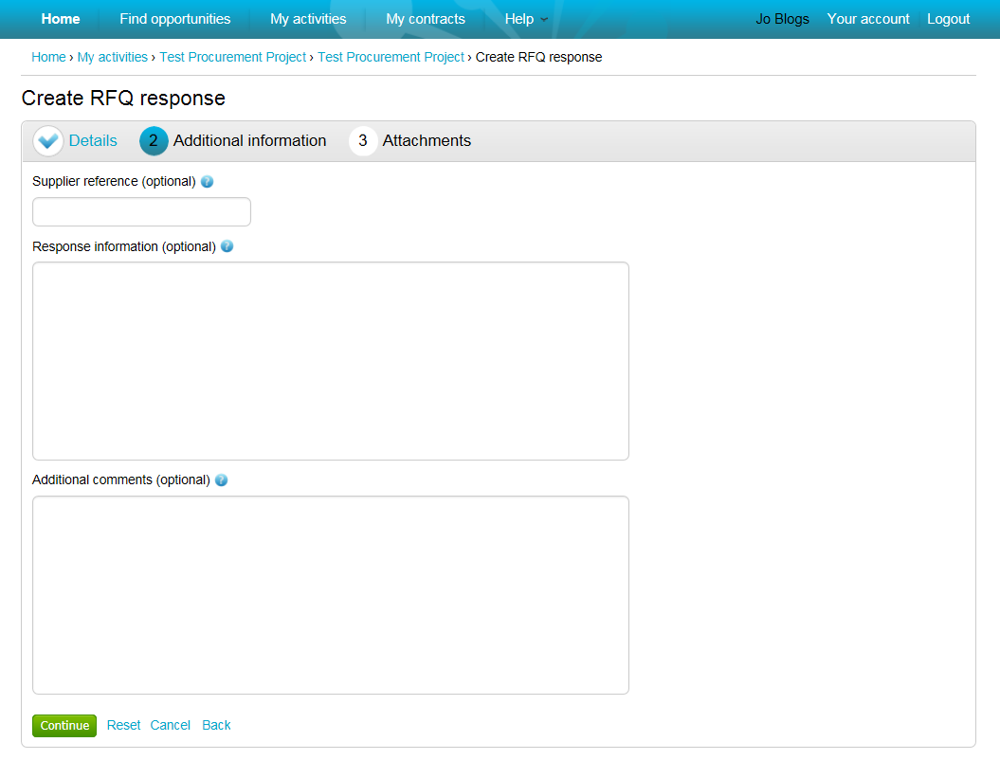 Home Find opportunities My activities My contracts Help Jo Blogs Your account Logout
Home › My activities › Test Procurement Project › Test Procurement Project › Create RFQ response
Create RFQ response
Details 2 Additional information 3 Attachments
Supplier reference (optional) ?
Response information (optional) ?
Additional comments (optional) ?
Continue Reset Cancel Back